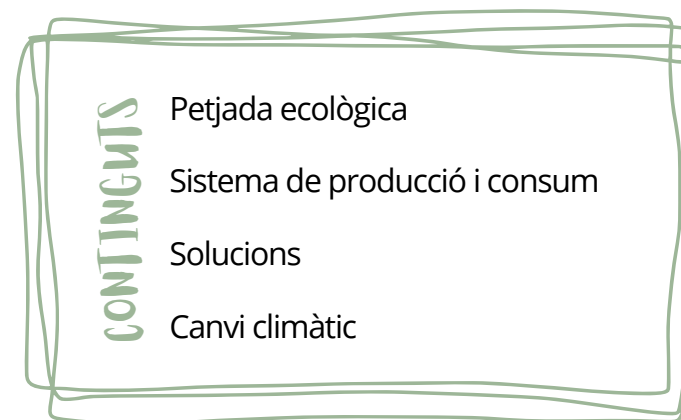 CONTINGUTS
Petjada ecològica
Sistema de producció i consum
Solucions
Canvi climàtic